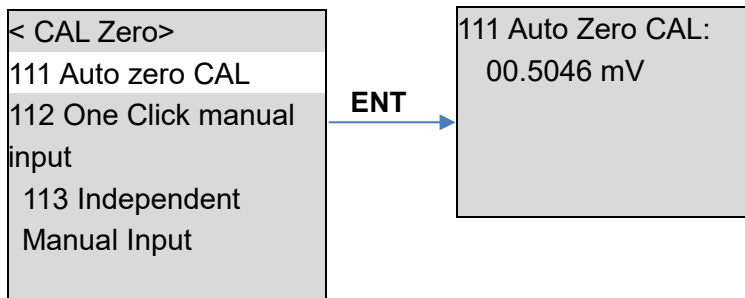 < CAL Zero>
111 Auto zero CAL
112 One Click manual
input
113 Independent
Manual Input
ENT
111 Auto Zero CAL:
00.5046 mV